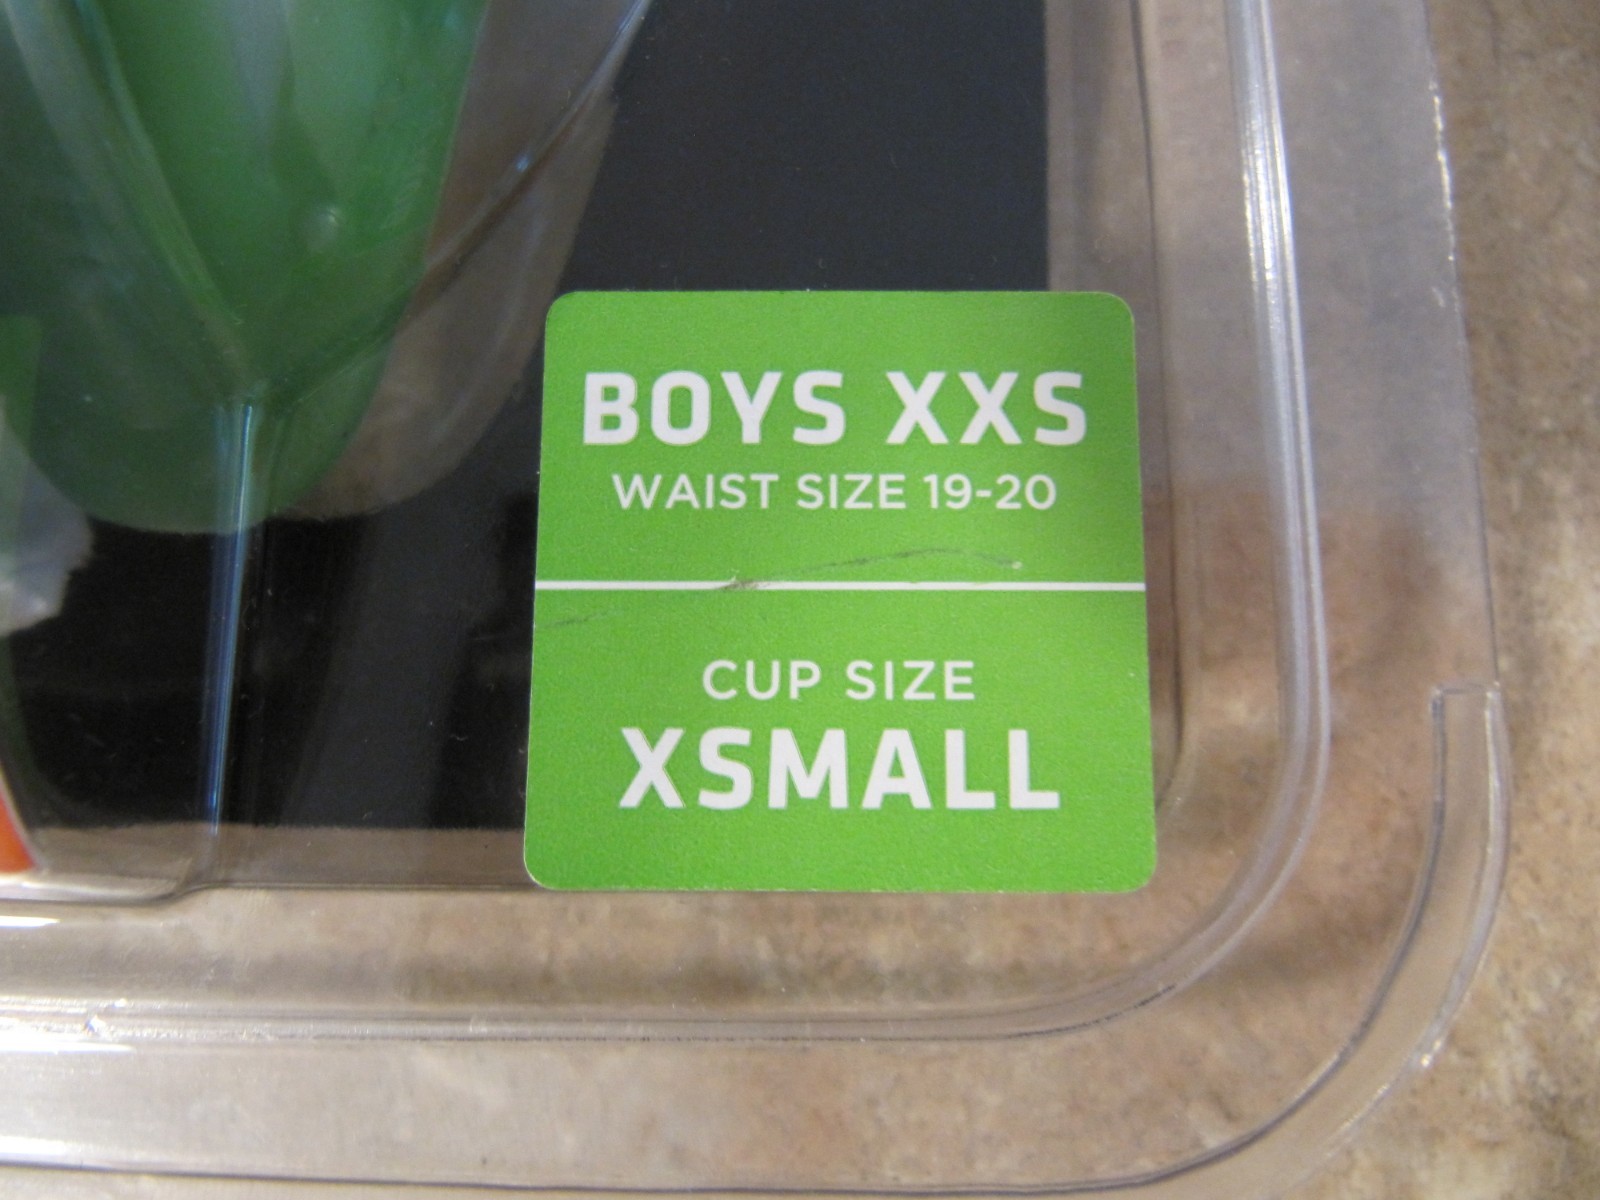 BOYS XXS
WAIST SIZE 19-20
CUP SIZE
XSMALL